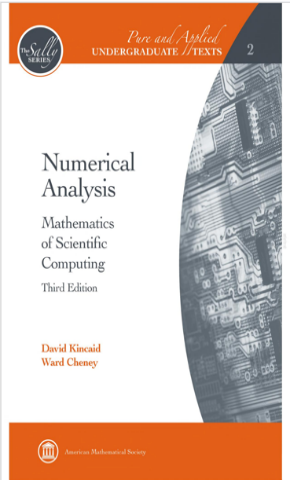 The
Sally
SERIES
Pure and Applied
UNDERGRADUATE TEXTS
2
Numerical
Analysis
Mathematics
of Scientific
Computing
Third Edition
David Kincaid
Ward Cheney
American Mathematical Society